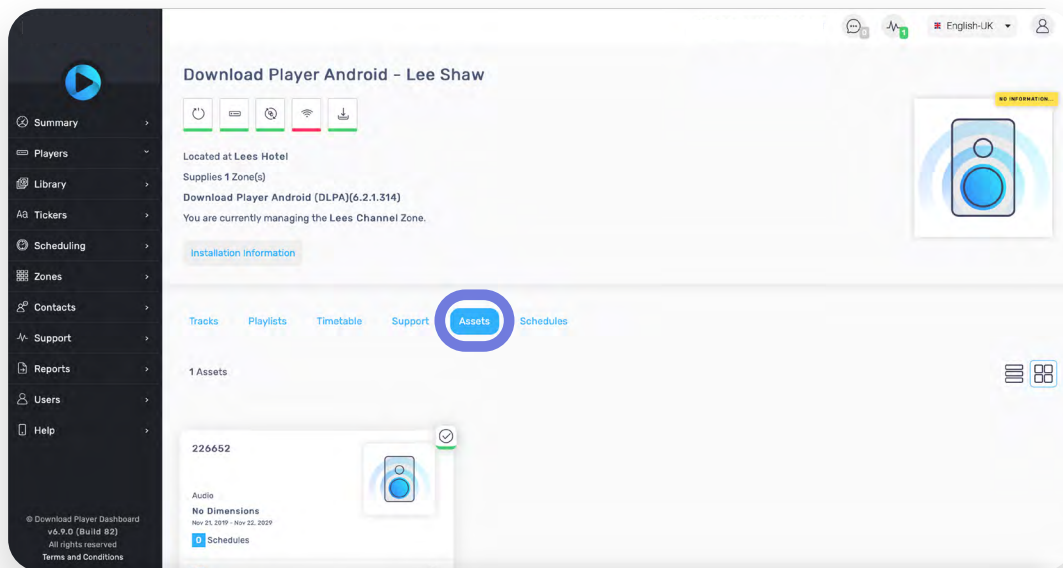 0
1
English-UK
Download Player Android - Lee Shaw
NO INFORMATION...
Located at Lees Hotel
Supplies 1 Zone(s)
Download Player Android (DLPA)(6.2.1.314)
You are currently managing the Lees Channel Zone.
Installation Information
Summary
Players
Library
Aa Tickers
Scheduling
Zones
Contacts
Support
Reports
Users
Help
© Download Player Dashboard
v6.9.0 (Build 82)
All rights reserved
Terms and Conditions
Tracks Playlists Timetable Support Assets Schedules
1 Assets
226652
Audio
No Dimensions
Nov 21, 2019 - Nov 22, 2029
0 Schedules